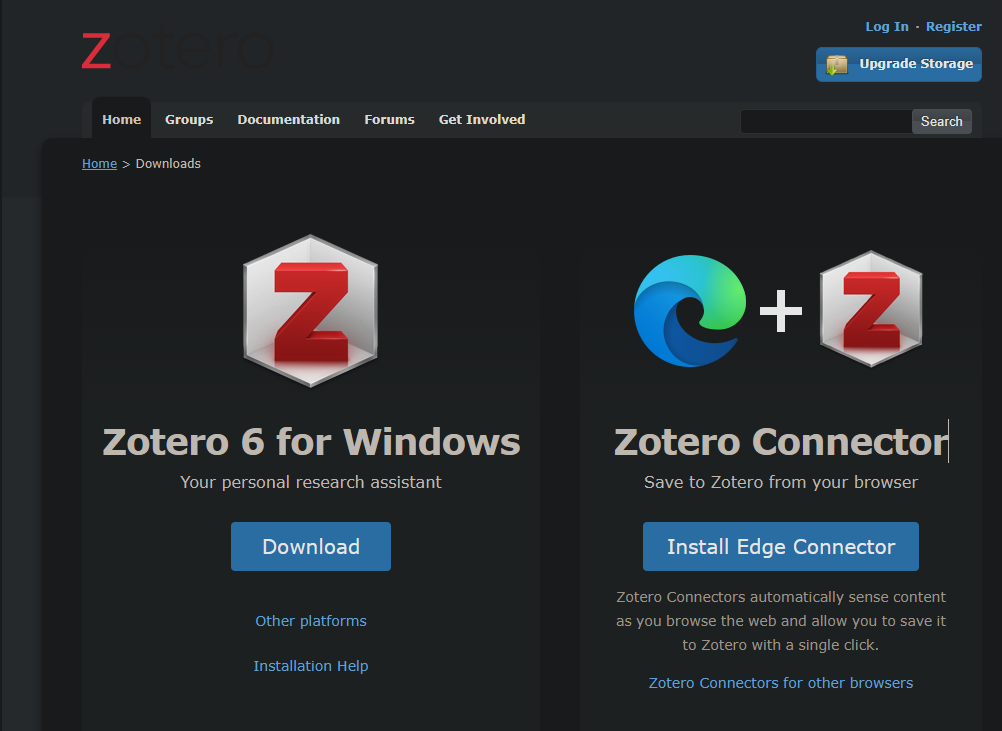 zotero
Log In · Register
Upgrade Storage
Home Groups Documentation Forums Get Involved
Search
Home > Downloads
Z
Z
Zotero 6 for Windows
Your personal research assistant
Download
Other platforms
Installation Help
Zotero Connector
Save to Zotero from your browser
Install Edge Connector
Zotero Connectors automatically sense content
as you browse the web and allow you to save it
to Zotero with a single click.
Zotero Connectors for other browsers